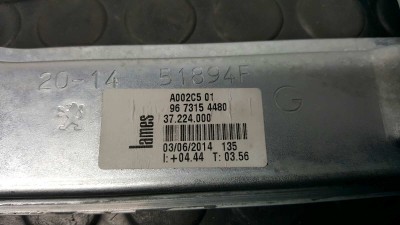 20-14 51894F
G
A002C5 01
96 7315 4480
37.224.000
lames
03/06/2014 135
I:+04.44 T: 03.56